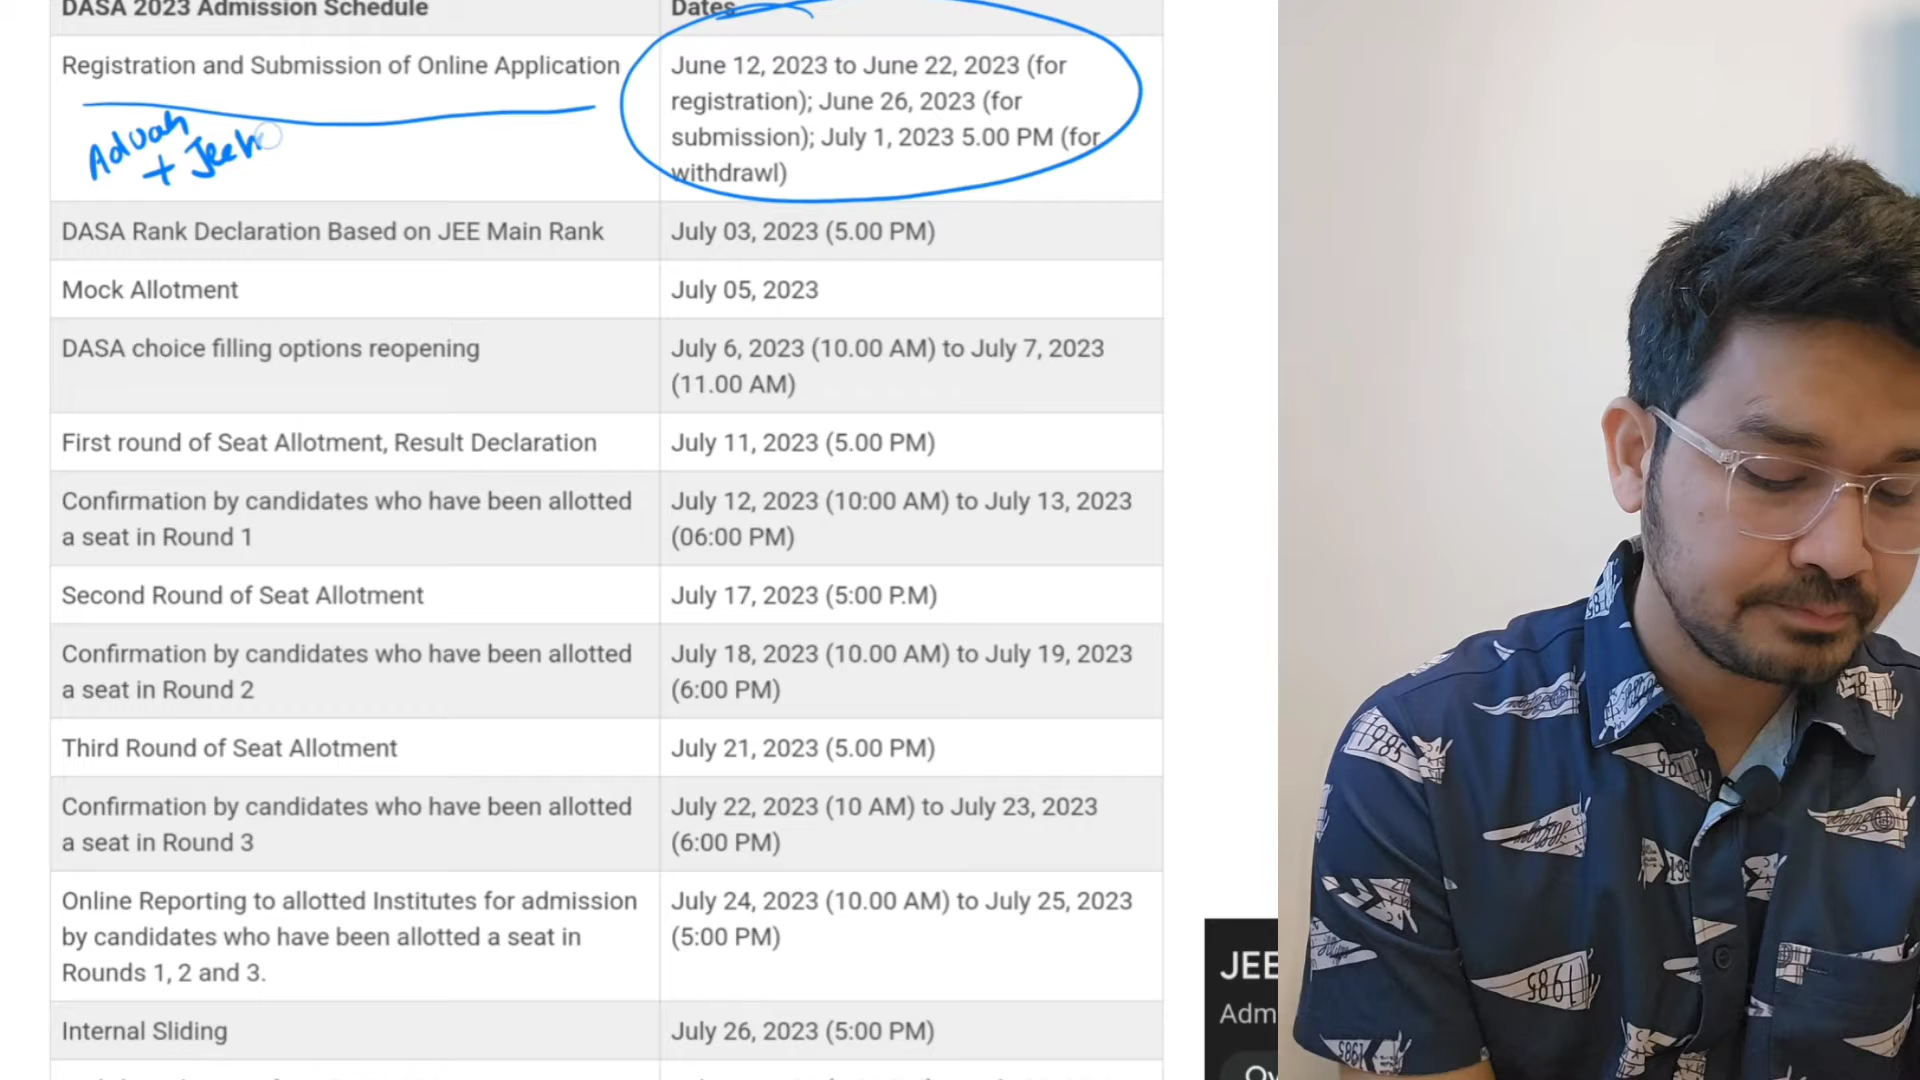 DASA 2023 Admission Schedule
Dates
Registration and Submission of Online Application
June 12, 2023 to June 22, 2023 (for
registration); June 26, 2023 (for
submission); July 1, 2023 5.00 PM (for
withdrawl)
+
DASA Rank Declaration Based on JEE Main Rank
July 03, 2023 (5.00 PM)
Mock Allotment
July 05, 2023
DASA choice filling options reopening
July 6, 2023 (10.00 AM) to July 7, 2023
(11.00 AM)
First round of Seat Allotment, Result Declaration
July 11, 2023 (5.00 PM)
Confirmation by candidates who have been allotted
a seat in Round 1
July 12, 2023 (10:00 AM) to July 13, 2023
(06:00 PM)
Second Round of Seat Allotment
July 17, 2023 (5:00 P.M)
Confirmation by candidates who have been allotted
a seat in Round 2
July 18, 2023 (10.00 AM) to July 19, 2023
(6:00 PM)
Third Round of Seat Allotment
July 21, 2023 (5.00 PM)
Confirmation by candidates who have been allotted
a seat in Round 3
July 22, 2023 (10 AM) to July 23, 2023
(6:00 PM)
Online Reporting to allotted Institutes for admission
by candidates who have been allotted a seat in
Rounds 1, 2 and 3.
July 24, 2023 (10.00 AM) to July 25, 2023
(5:00 PM)
Internal Sliding
July 26, 2023 (5:00 PM)
JEE
Adm
Ov
1985
1985